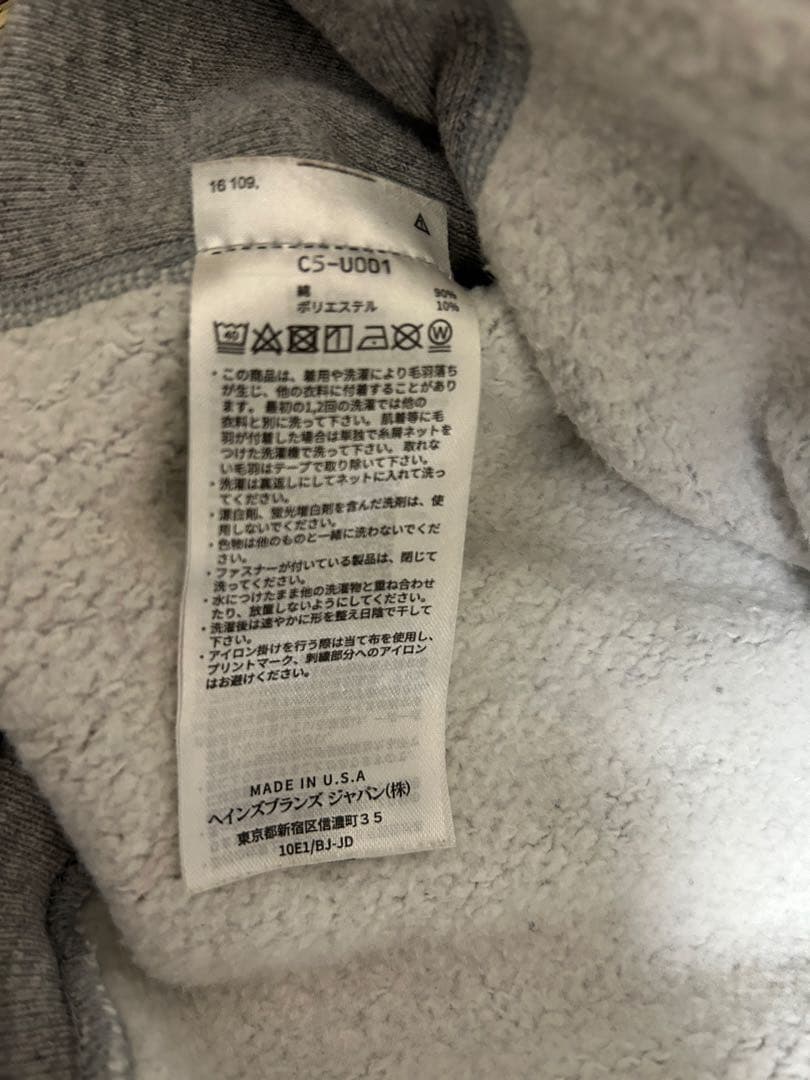 16 109.
C5-U001
綿 90%
ポリエステル 10%
40
W
・この商品は、着用や洗濯により毛羽落ち
が生じ、他の衣料に付着することがあり
ます。最初の1,2回の洗濯では他の
衣料と別に洗って下さい。肌着等に毛
羽が付着した場合は単独で糸屑ネットを
つけた洗濯機で洗って下さい。取れな
い毛羽はテープで取り除いて下さい。
・洗濯は裏返しにしてネットに入れて洗っ
てください。
・漂白剤、蛍光増白剤を含んだ洗剤は、使
用しないでください。
・色物は他のものと一緒に洗わないでくだ
さい。
・ファスナーが付いている製品は、閉じて
洗ってください。
・水につけたまま他の洗濯物と重ね合わせ
たり、放置しないようにしてください。
・洗濯後は速やかに形を整え日陰で干して
下さい。
・アイロン掛けを行う際は当て布を使用し、
プリントマーク、刺繍部分へのアイロン
はお避けください。
MADE IN U.S.A
ヘインズブランズ ジャパン(株)
東京都新宿区信濃町35
10E1/BJ-JD